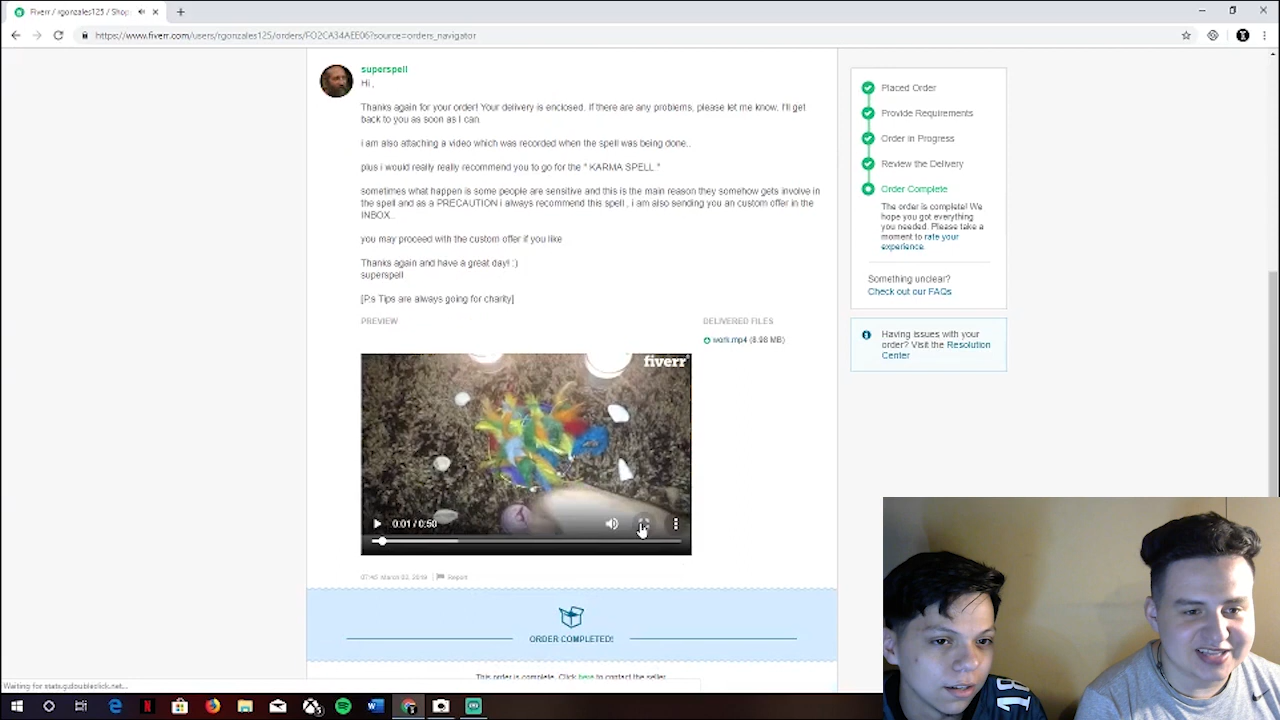 Fiverr / rgonzales125 / Shop
https://www.fiverr.com/users/rgonzales125/orders/FO2CA34AEE06?source=orders_navigator
superspell
Hi ,
Thanks again for your order! Your delivery is enclosed. If there are any problems, please let me know. I'll get
back to you as soon as I can.
i am also attaching a video which was recorded when the spell was being done..
plus i would really really recommend you to go for the " KARMA SPELL "
sometimes what happen is some people are sensitive and this is the main reason they somehow gets involve in
the spell and as a PRECAUTION i always recommend this spell , i am also sending you an custom offer in the
INBOX..
you may proceed with the custom offer if you like
Thanks again and have a great day! :)
superspell
[P.s Tips are always going for charity]
PREVIEW
DELIVERED FILES
work.mp4 (8.98 MB)
fiverr
0:01 / 0:50
07:45 March 02, 2019
Report
ORDER COMPLETED!
This order is complete. Click here to contact the seller.
Placed Order
Provide Requirements
Order in Progress
Review the Delivery
Order Complete
The order is complete! We
hope you got everything
you needed. Please take a
moment to rate your
experience.
Something unclear?
Check out our FAQs
Having issues with your
order? Visit the Resolution
Center